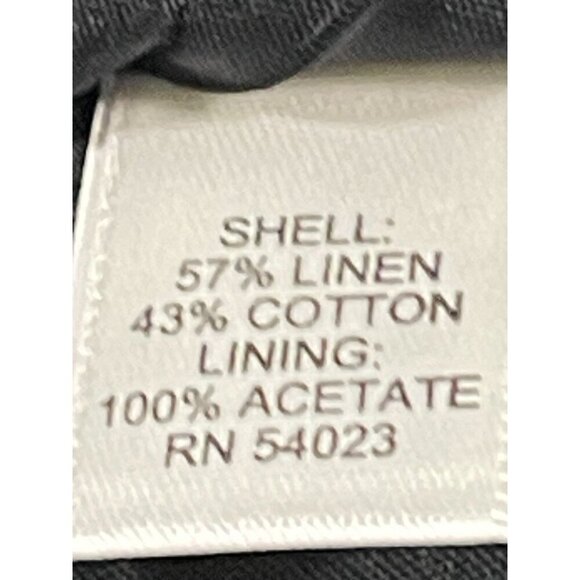 SHELL:
57% LINEN
43% COTTON
LINING:
100% ACETATE
RN 54023